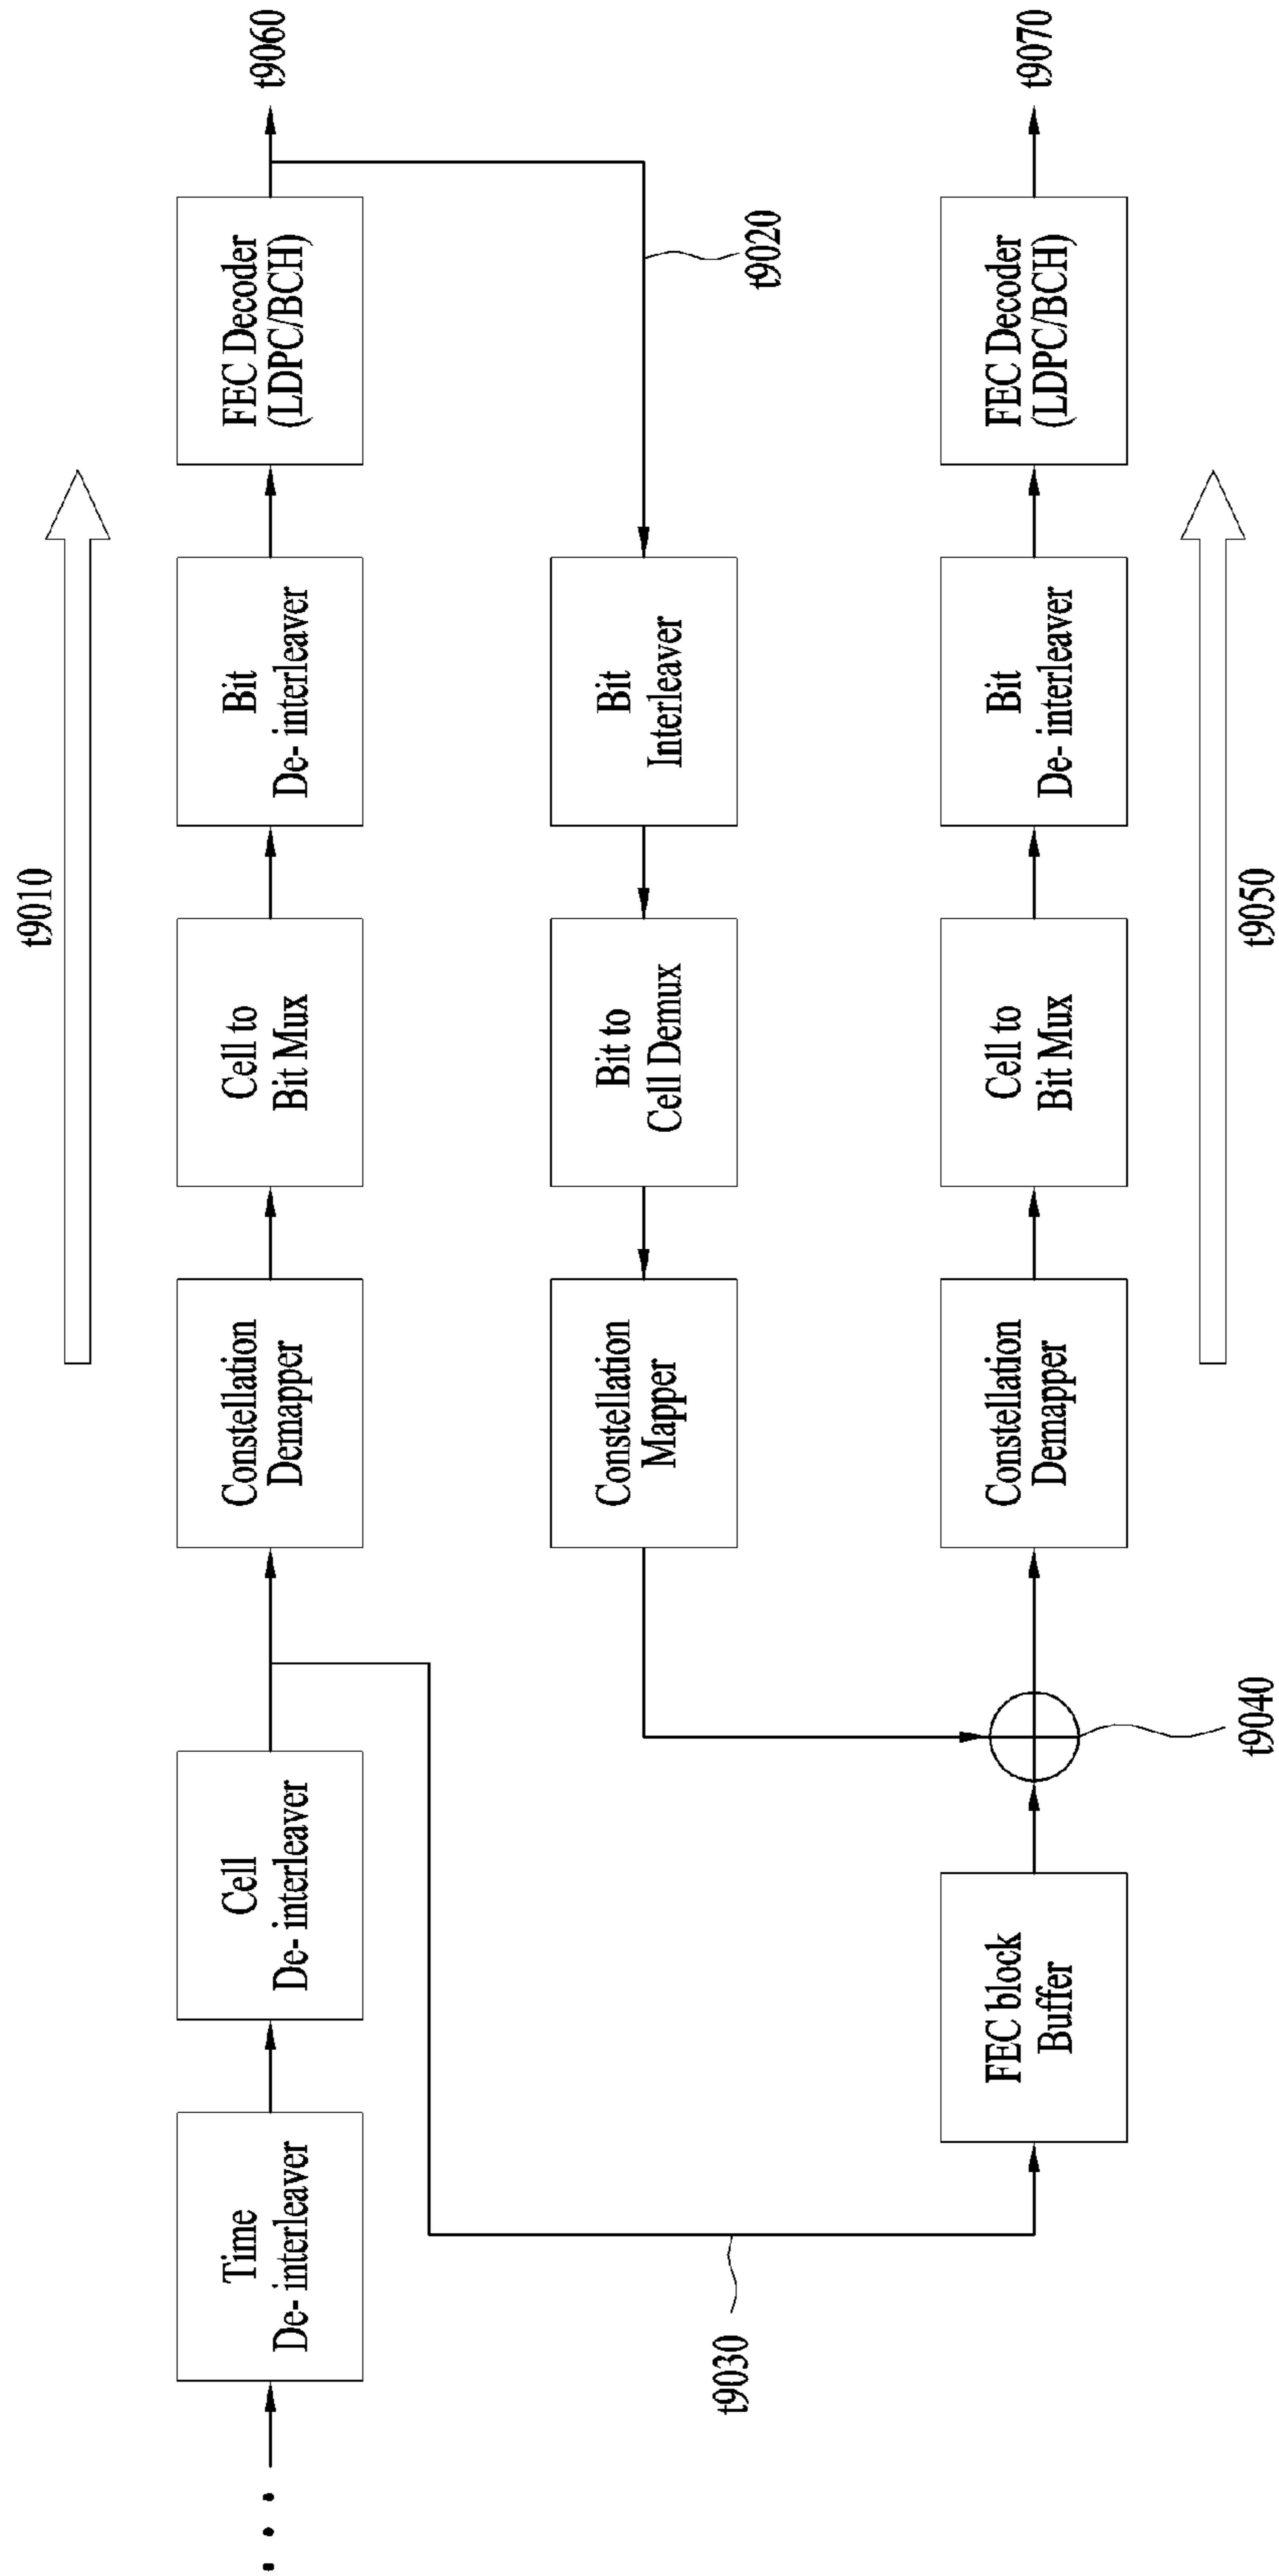 t9010
Time
De- interleaver
Cell
De- interleaver
Constellation
Demapper
Cell to
Bit Mux
Bit
De- interleaver
FEC Decoder
(LDPC/BCH)
t9060
Constellation
Mapper
Bit to
Cell Demux
Bit
Interleaver
t9020
t9030
FEC block
Buffer
Constellation
Demapper
Cell to
Bit Mux
Bit
De- interleaver
FEC Decoder
(LDPC/BCH)
t9070
t9040
t9050